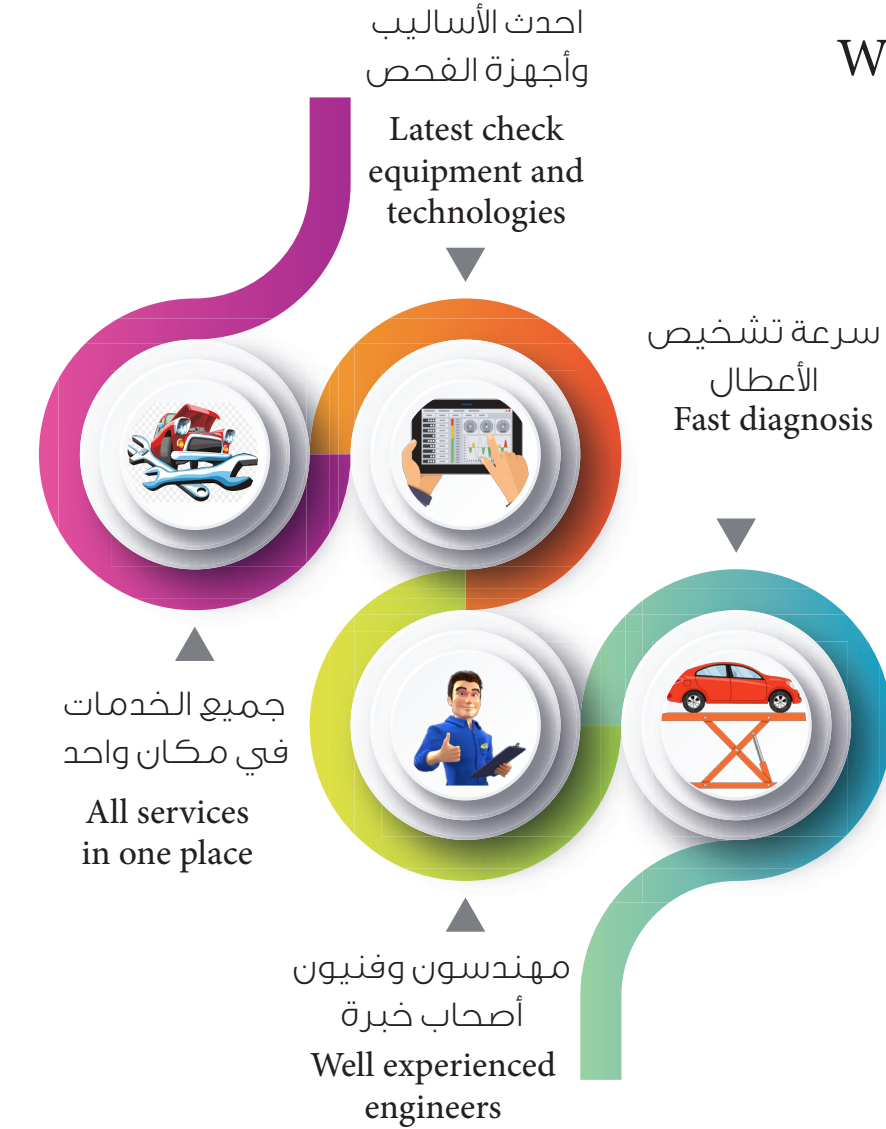 احدث الأساليب
وأجهزة الفحص
Latest check
equipment and
technologies
W
سرعة تشخيص
الأعطال
Fast diagnosis
جميع الخدمات
في مكان واحد
All services
in one place
مهندسون وفنيون
أصحاب خبرة
Well experienced
engineers